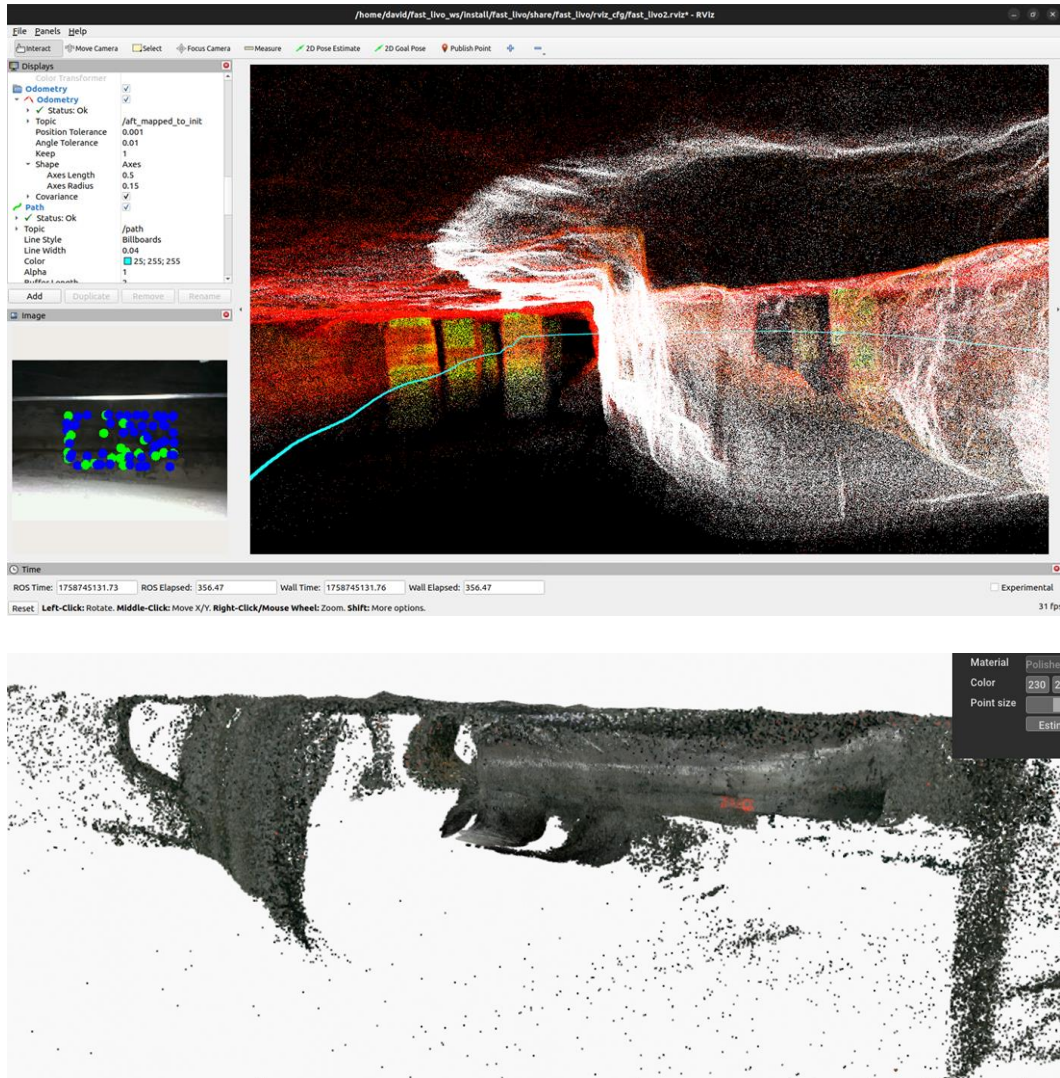 /home/david/fast_livo_ws/install/fast_livo/share/fast_livo/rviz_cfg/fast_livo2.rviz* - RViz
File Panels Help
Interact Move Camera Select Focus Camera Measure 2D Pose Estimate 2D Goal Pose Publish Point
Displays
Color Transformer
Odometry
Odometry
Status: Ok
Topic /aft_mapped_to_init
Position Tolerance 0.001
Angle Tolerance 0.01
Keep 1
Shape Axes
Axes Length 0.5
Axes Radius 0.15
Covariance
Path
Status: Ok
Topic /path
Line Style Billboards
Line Width 0.04
Color 25; 255; 255
Alpha 1
Buffer Length 2
Add Duplicate Remove Rename
Image
Time
ROS Time: 1758745131.73 ROS Elapsed: 356.47 Wall Time: 1758745131.76 Wall Elapsed: 356.47 Experimental
Reset Left-Click: Rotate. Middle-Click: Move X/Y. Right-Click/Mouse Wheel: Zoom. Shift: More options. 31 fps
Material Polishe
Color 230 2
Point size
Estin